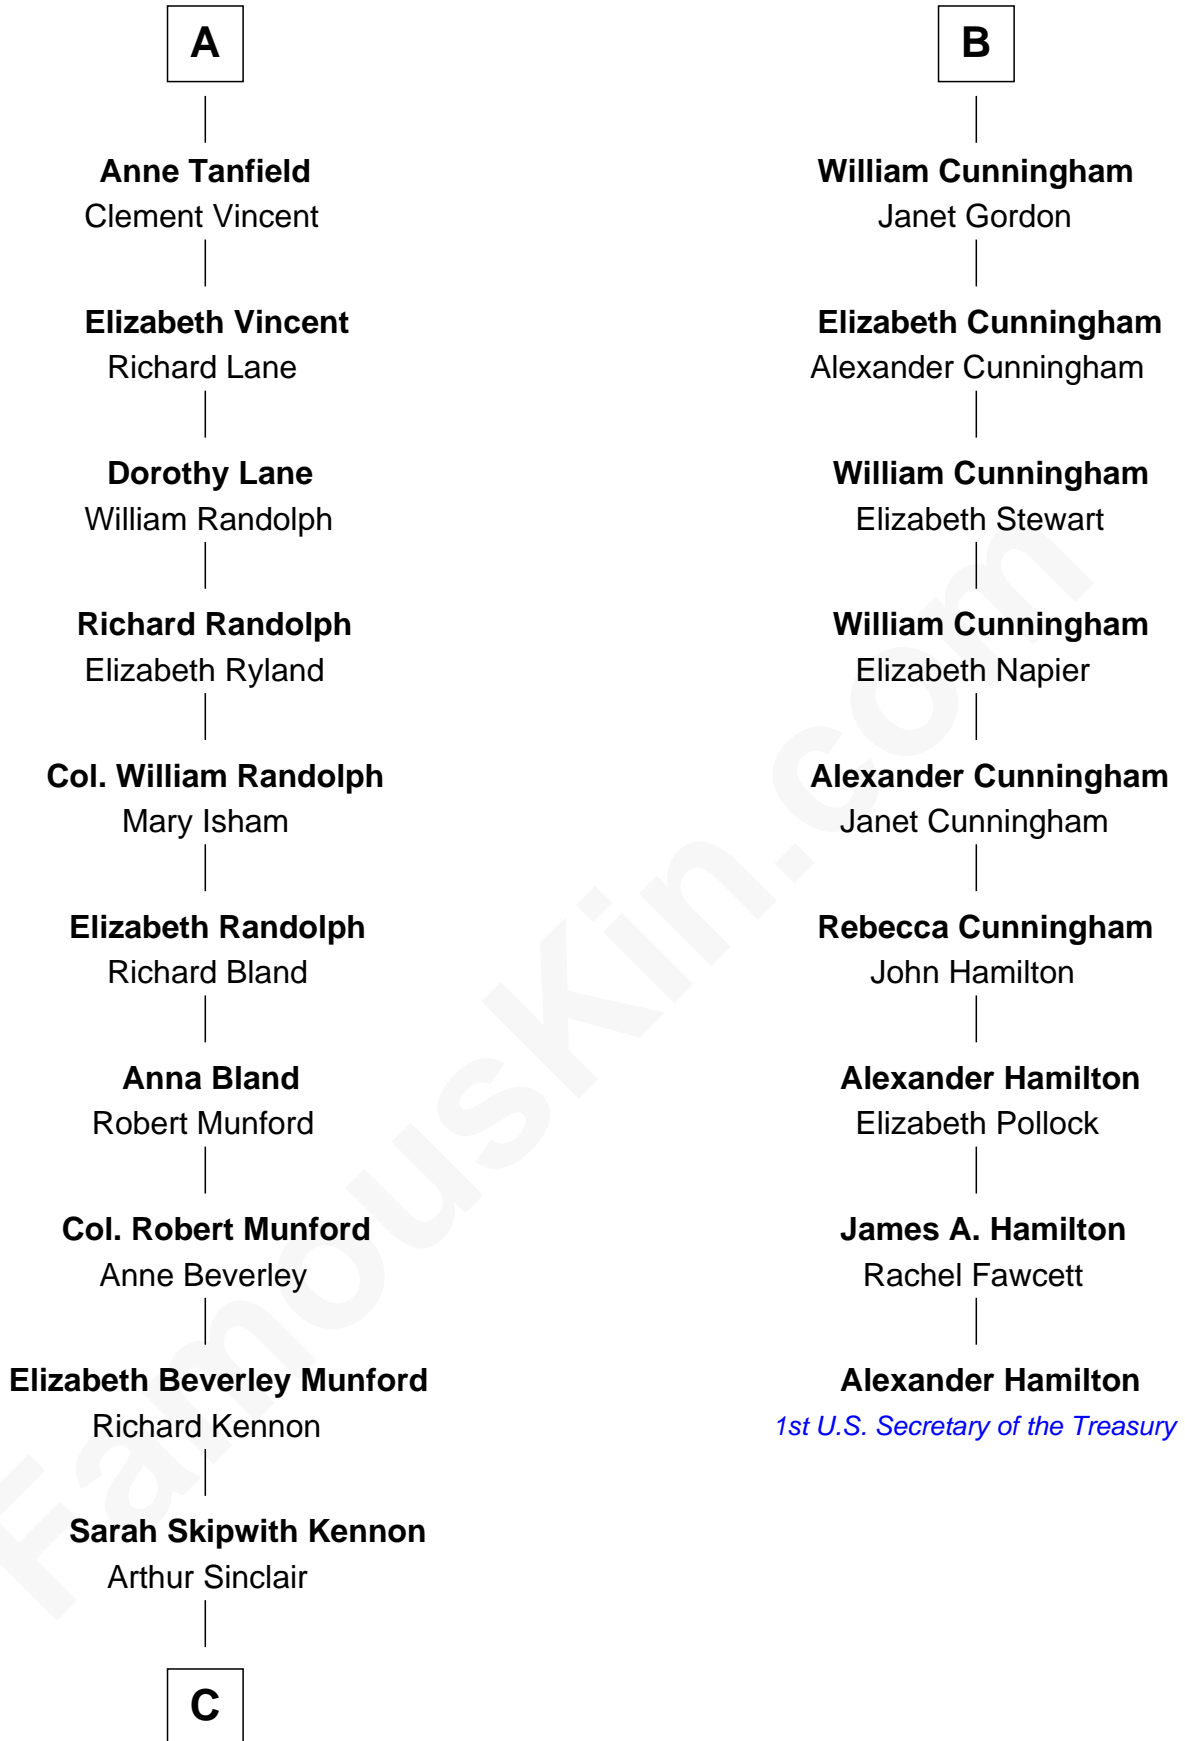 A
Anne Tanfield
Clement Vincent
Elizabeth Vincent
Richard Lane
Dorothy Lane
William Randolph
Richard Randolph
Elizabeth Ryland
Col. William Randolph
Mary Isham
Elizabeth Randolph
Richard Bland
Anna Bland
Robert Munford
Col. Robert Munford
Anne Beverley
Elizabeth Beverley Munford
Richard Kennon
Sarah Skipwith Kennon
Arthur Sinclair
C
B
William Cunningham
Janet Gordon
Elizabeth Cunningham
Alexander Cunningham
William Cunningham
Elizabeth Stewart
William Cunningham
Elizabeth Napier
Alexander Cunningham
Janet Cunningham
Rebecca Cunningham
John Hamilton
Alexander Hamilton
Elizabeth Pollock
James A. Hamilton
Rachel Fawcett
Alexander Hamilton
1st U.S. Secretary of the Treasury
FamousKin.com